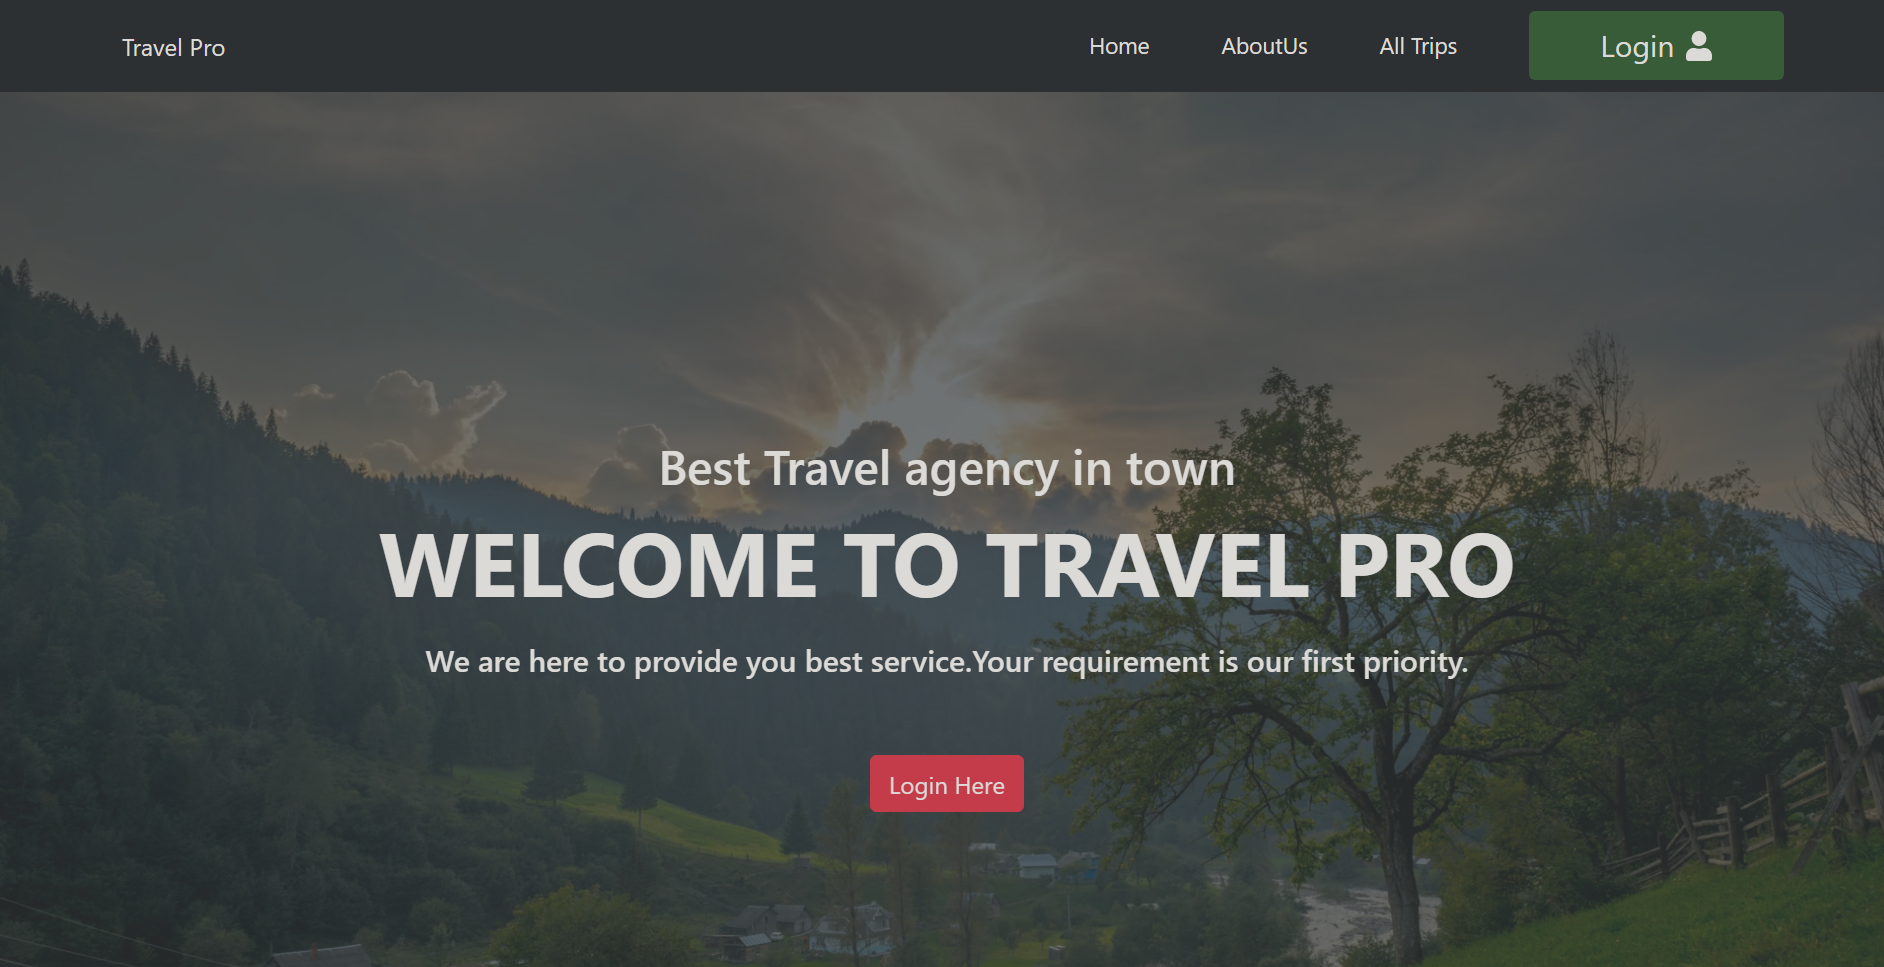 Travel Pro
Home
AboutUs
All Trips
Login
Best Travel agency in town
WELCOME TO TRAVEL PRO
We are here to provide you best service.Your requirement is our first priority.
Login Here